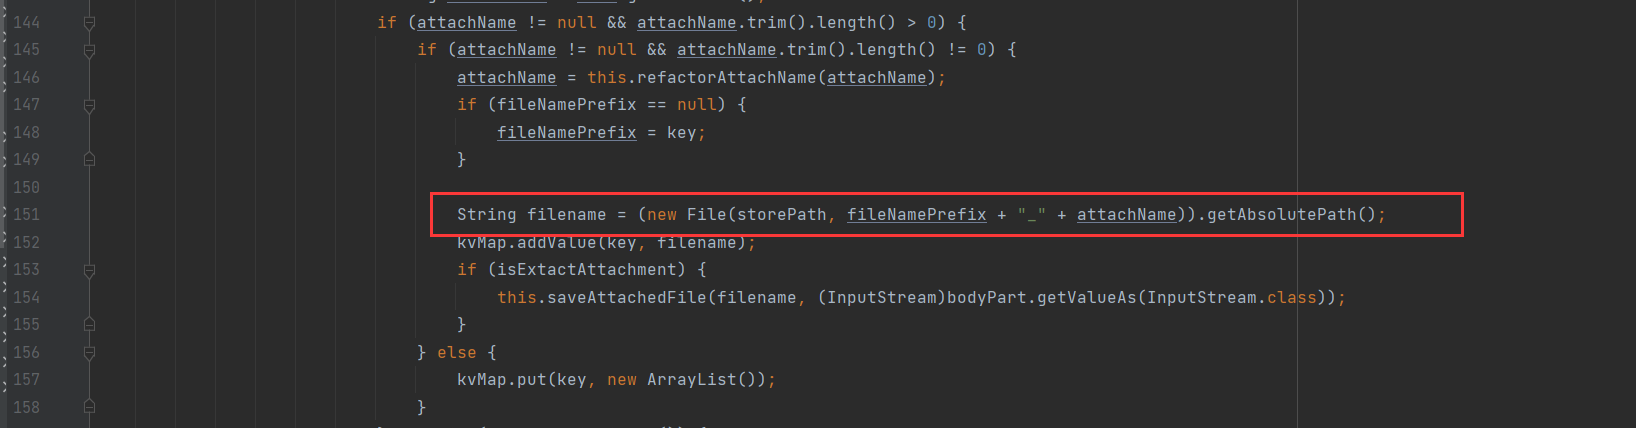 144 if (attachName != null && attachName.trim().length() > 0) {
145 if (attachName != null && attachName.trim().length() != 0) {
146 attachName = this.refactorAttachName(attachName);
147 if (fileNamePrefix == null) {
148 fileNamePrefix = key;
149 }
150
151 String filename = (new File(storePath, fileNamePrefix + "_" + attachName)).getAbsolutePath();
152 kvMap.addValue(key, filename);
153 if (isExtactAttachment) {
154 this.saveAttachedFile(filename, (InputStream)bodyPart.getValueAs(InputStream.class));
155 }
156 } else {
157 kvMap.put(key, new ArrayList());
158 }